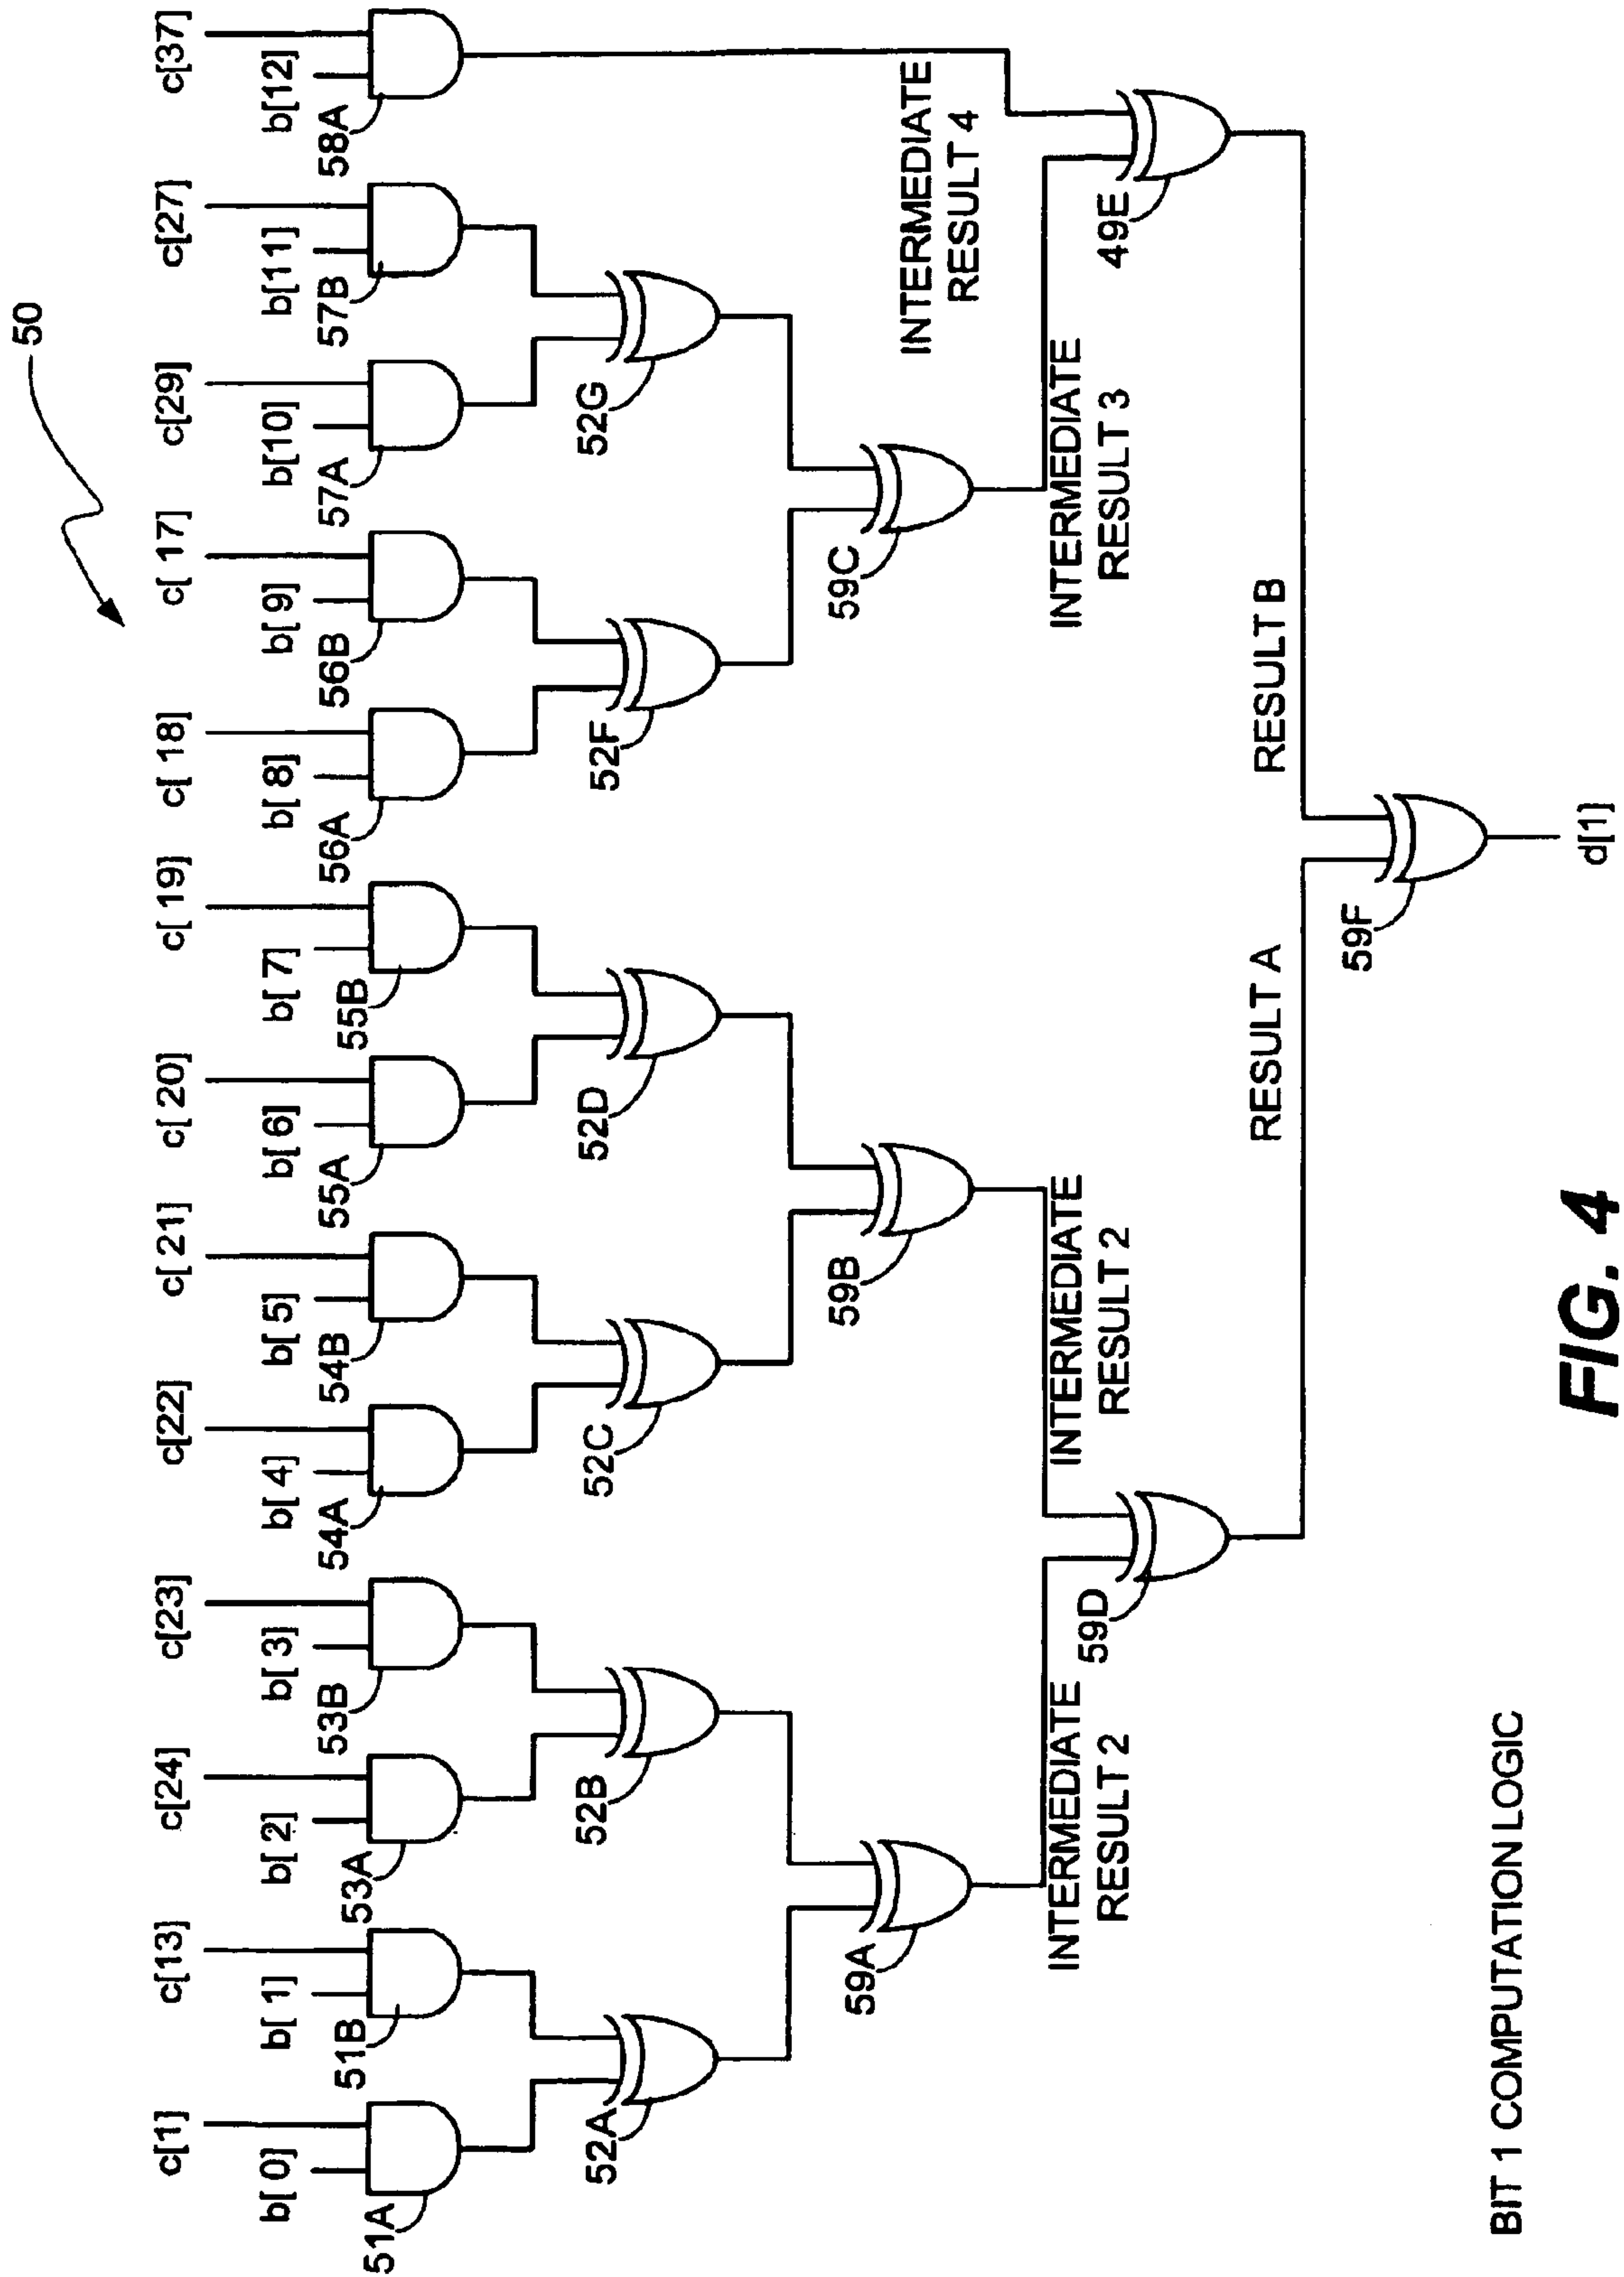 50
c[1]
c[13]
c[24]
c[23]
c[22]
c[ 21]
c[ 20]
c[ 19]
c[ 18]
c[ 17]
c[29]
c[27]
c[37]
b[ 0]
b[ 1]
b[ 2]
b[ 3]
b[ 4]
b[ 5]
b[ 6]
b[ 7]
b[ 8]
b[ 9]
b[10]
b[11]
b[12]
51A
51B
53A
53B
54A
54B
55A
55B
56A
56B
57A
57B
58A
52A
52B
52C
52D
52F
52G
59A
59B
59C
INTERMEDIATE
RESULT 4
INTERMEDIATE
RESULT 2
59D
INTERMEDIATE
RESULT 2
INTERMEDIATE
RESULT 3
49E
RESULT A
RESULT B
59F
BIT 1 COMPUTATION LOGIC
d[1]
FIG. 4